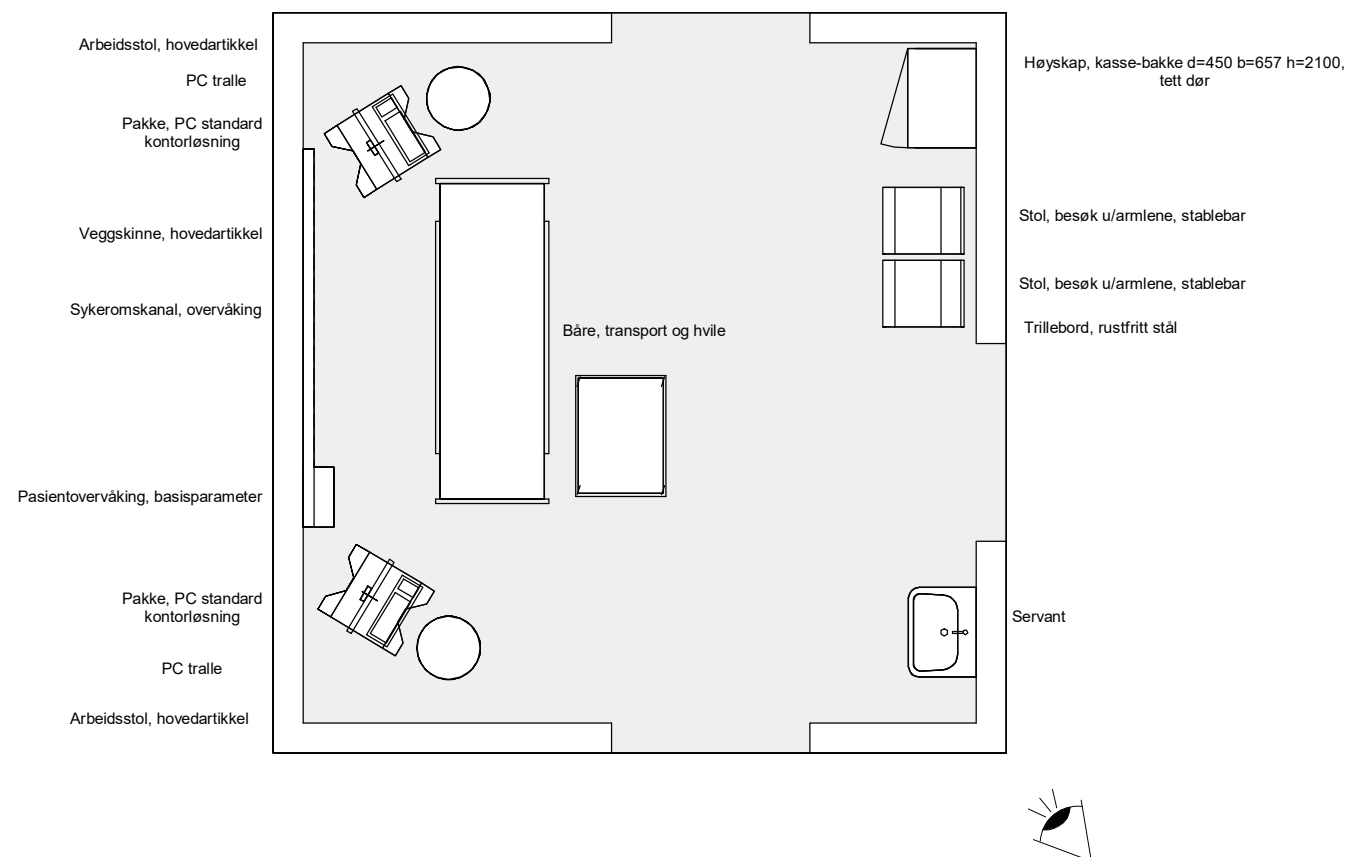 Arbeidsstol, hovedartikkel
PC tralle
Pakke, PC standard
kontorløsning
Veggskinne, hovedartikkel
Sykeromskanal, overvåking
Pasientovervåking, basisparameter
Pakke, PC standard
kontorløsning
PC tralle
Arbeidsstol, hovedartikkel
Båre, transport og hvile
Høyskap, kasse-bakke d=450 b=657 h=2100,
tett dør
Stol, besøk u/armlene, stablebar
Stol, besøk u/armlene, stablebar
Trillebord, rustfritt stål
Servant